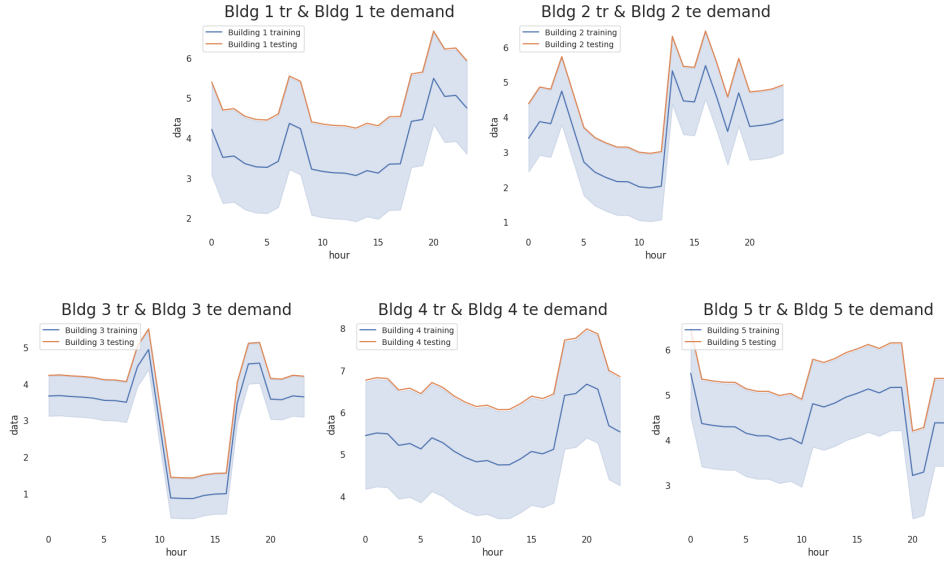 Bldg 1 tr & Bldg 1 te demand
Building 1 training
Building 1 testing
data
6
5
4
3
2
0 5 10 15 20
hour
Bldg 2 tr & Bldg 2 te demand
Building 2 training
Building 2 testing
data
6
5
4
3
2
1
0 5 10 15 20
hour
Bldg 3 tr & Bldg 3 te demand
Building 3 training
Building 3 testing
data
5
4
3
2
1
0 5 10 15 20
hour
Bldg 4 tr & Bldg 4 te demand
Building 4 training
Building 4 testing
data
8
7
6
5
4
0 5 10 15 20
hour
Bldg 5 tr & Bldg 5 te demand
Building 5 training
Building 5 testing
data
6
5
4
3
0 5 10 15 20
hour